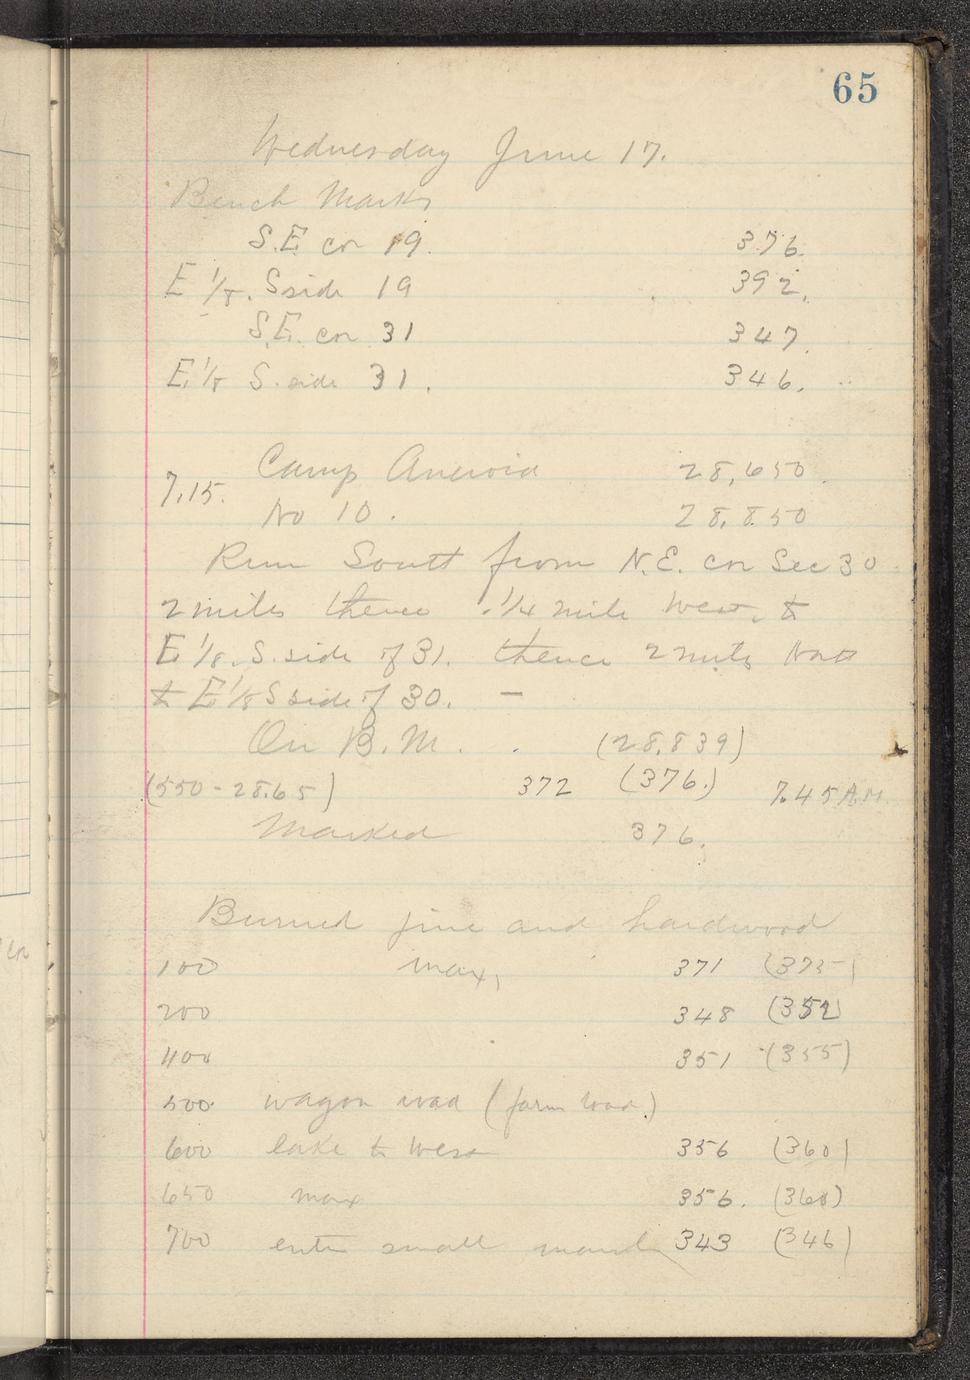 65
Wednesday June 17.
Bench Marks
S.E. cor 19. 376.
E 1/8. S side 19 392.
S.E. cor 31 347.
E 1/8 S. side 31. 346.
Camp Aneroid 28,650.
7.15.
No 10. 28.850
Run South from N.E. cor Sec 30
2 miles thence 1/4 mile West, to
E 1/8. S. side of 31. thence 2 miles North
to E 1/8 S side of 30. —
On B.M. (28.839)
(550 - 28.65) 372 (376.) 7.45 A.M.
Marked 376.
Burned pine and hardwood
100 max, 371 (375)
200 348 (352)
400 351 (355)
500 wagon road (farm road.)
600 lake to West 356 (360)
650 max 356. (360)
700 enter small marsh 343 (346)